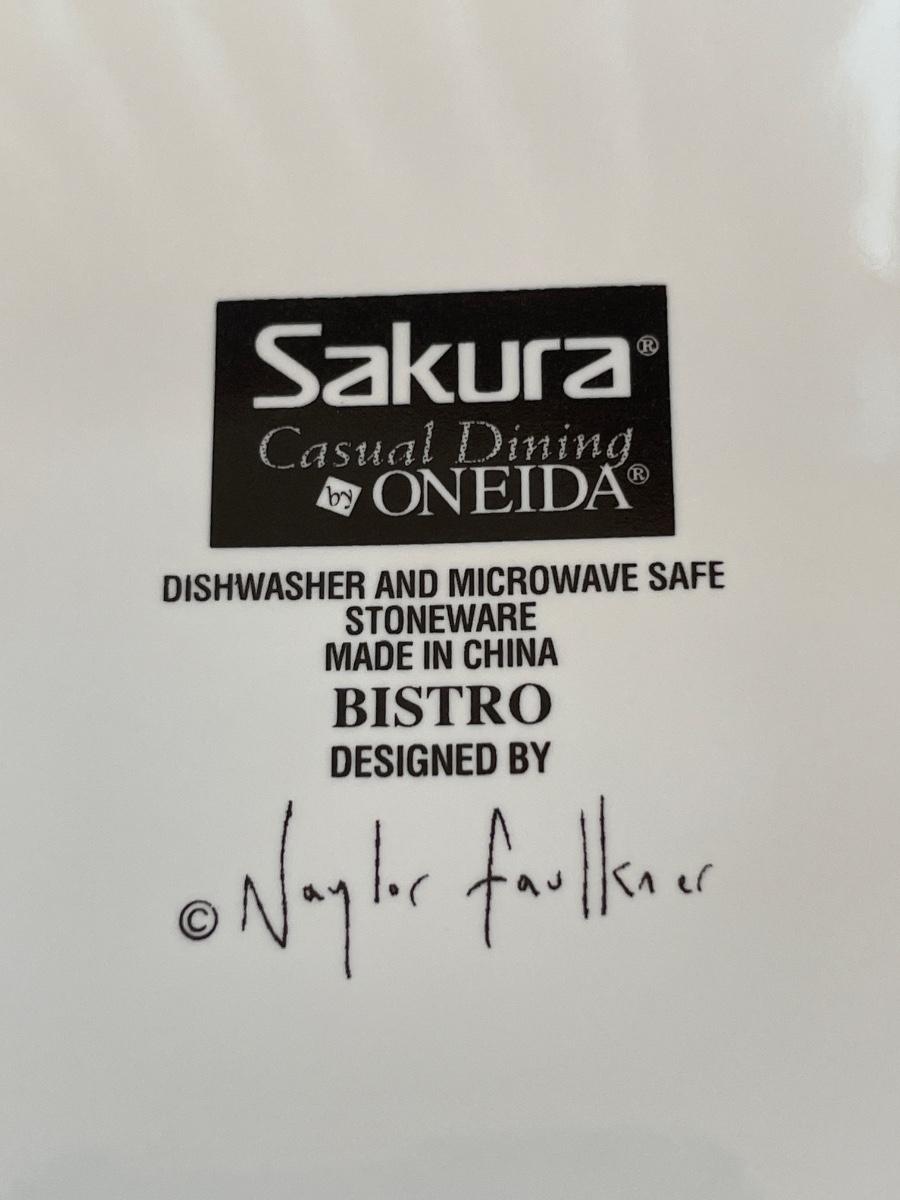 Sakura®
Casual Dining
by ONEIDA®
DISHWASHER AND MICROWAVE SAFE
STONEWARE
MADE IN CHINA
BISTRO
DESIGNED BY
© Naylor Faulkner